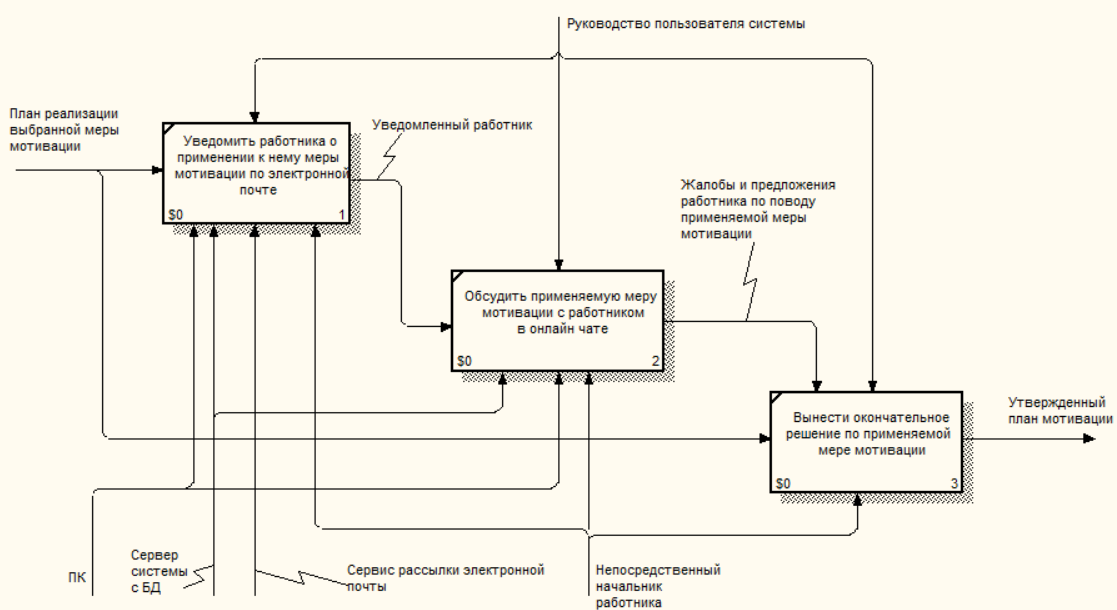 Руководство пользователя системы
План реализации
выбранной меры
мотивации
Уведомить работника о
применении к нему меры
мотивации по электронной
почте
$0
1
Уведомленный работник
Жалобы и предложения
работника по поводу
применяемой меры
мотивации
Обсудить применяемую меру
мотивации с работником
в онлайн чате
$0
2
Вынести окончательное
решение по применяемой
мере мотивации
$0
3
Утвержденный
план мотивации
ПК
Сервер
системы
с БД
Сервис рассылки электронной
почты
Непосредственный
начальник
работника